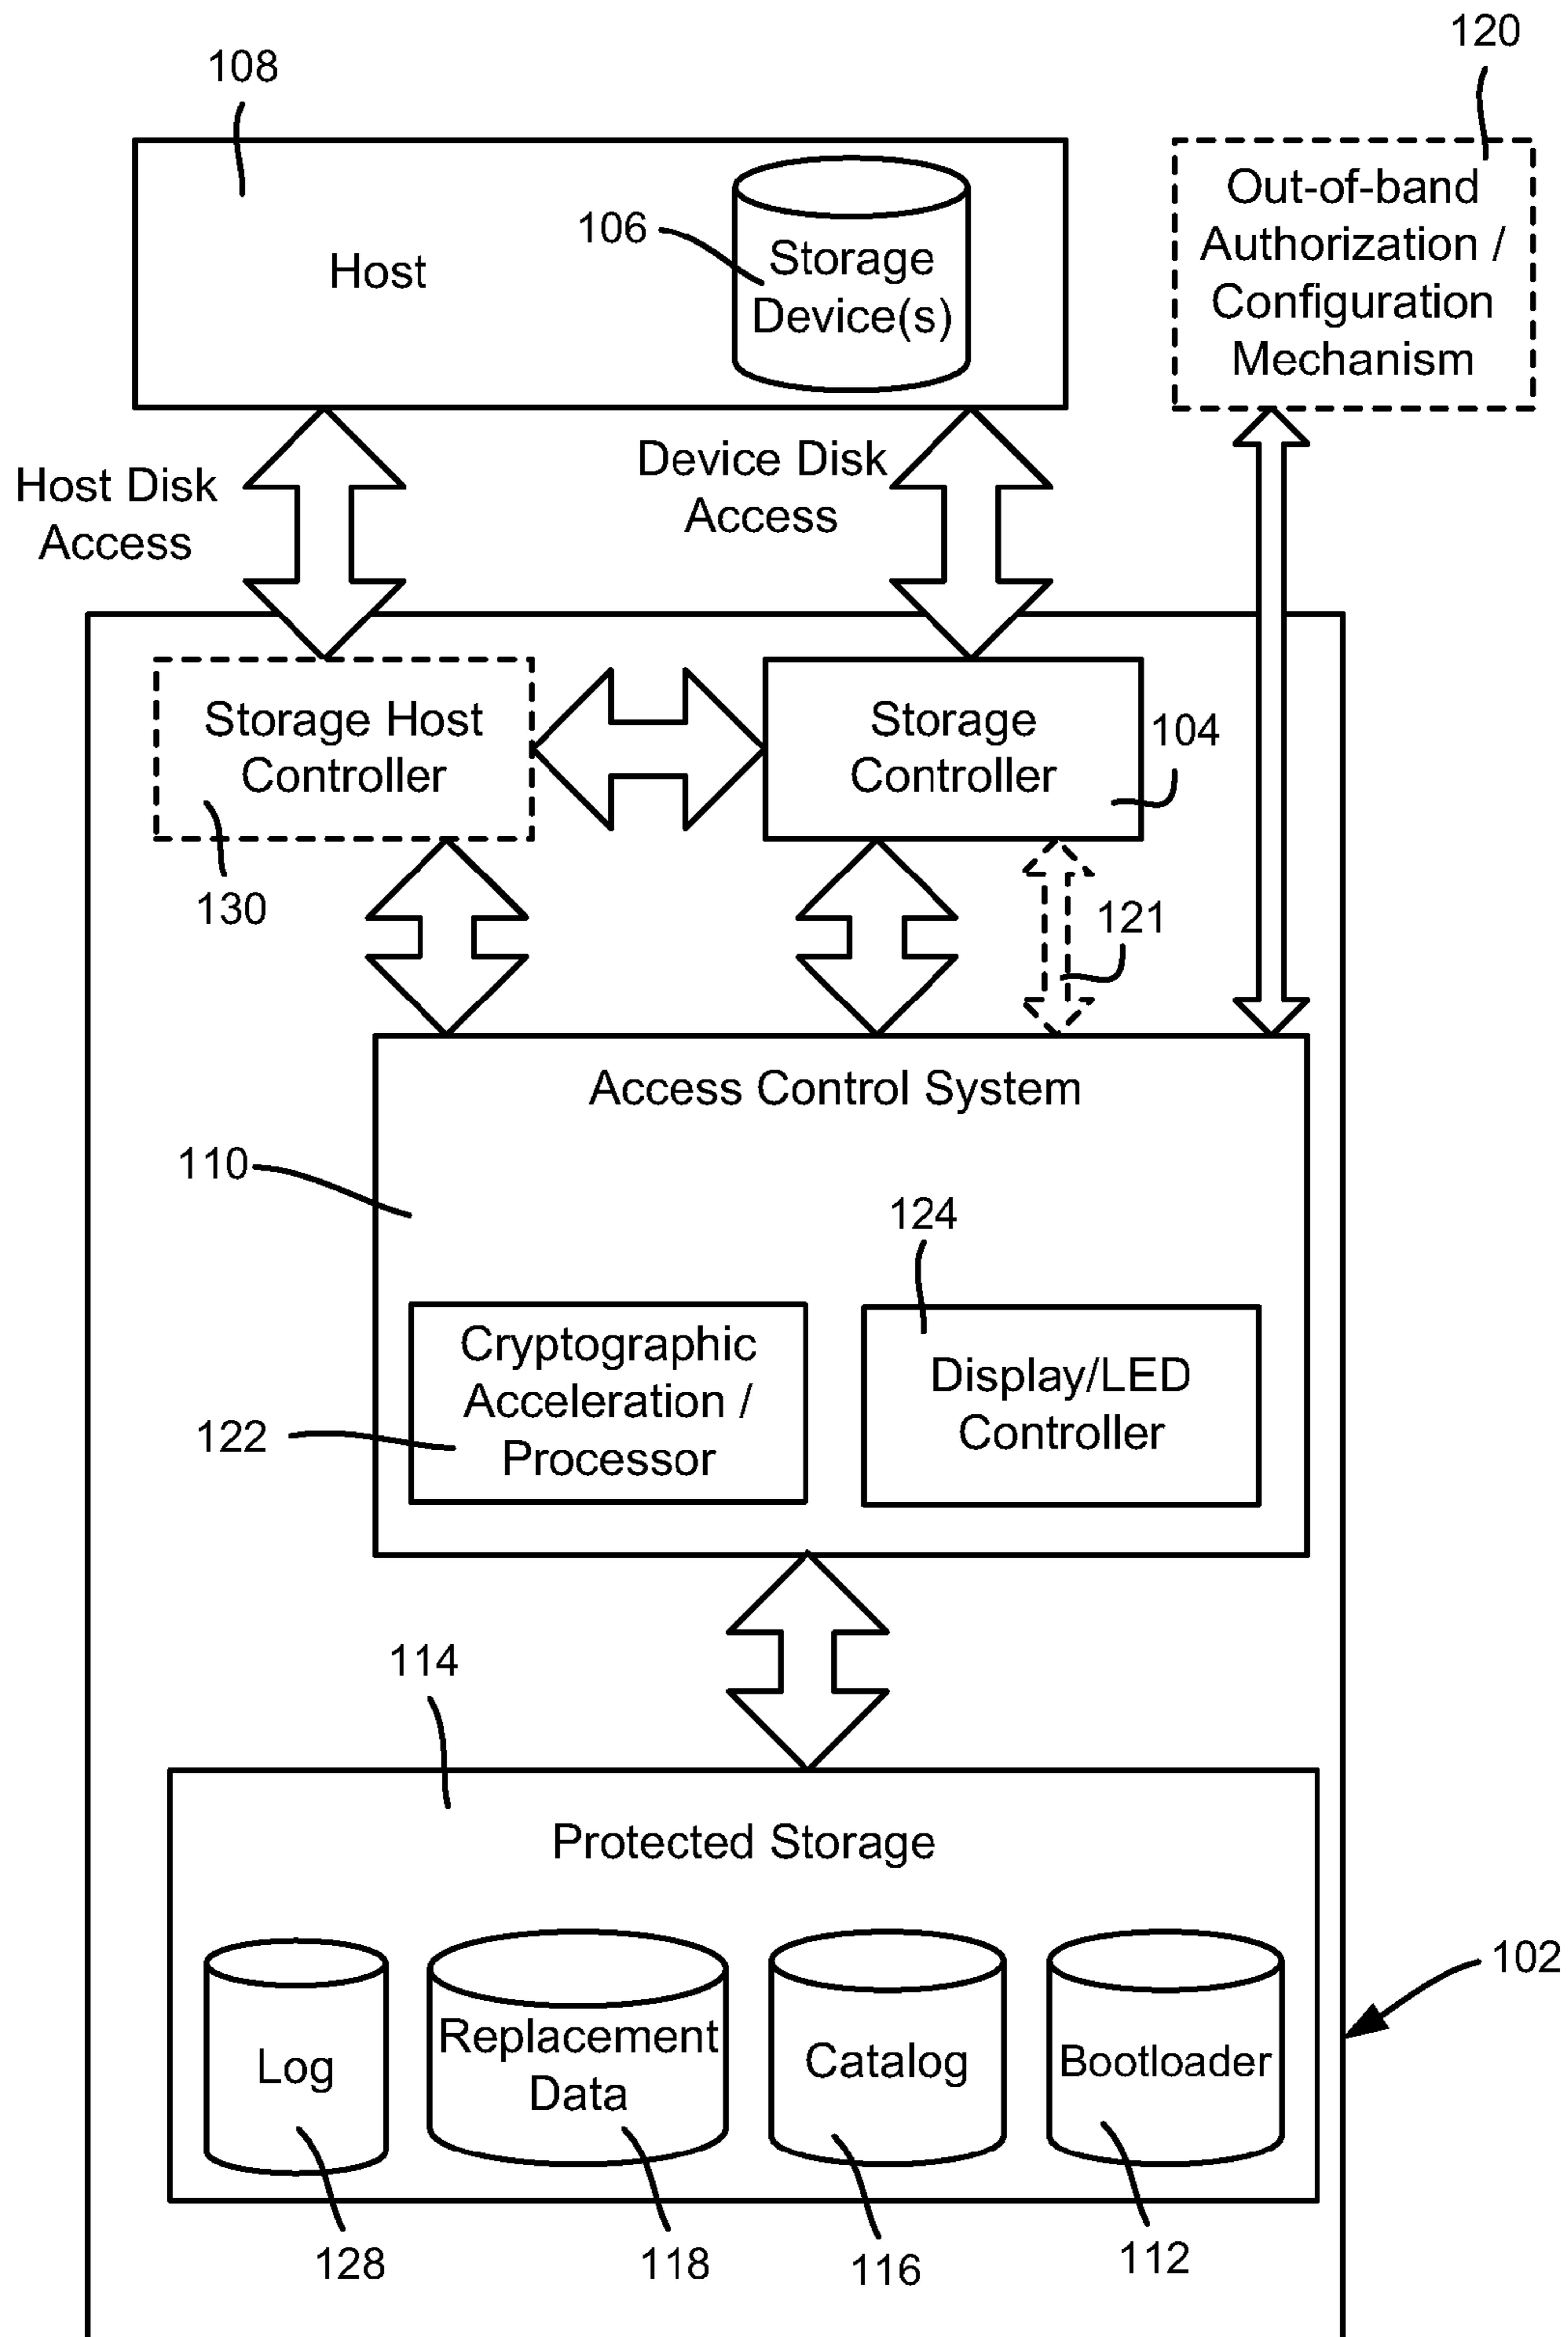 120
108
Out-of-band
Authorization /
Configuration
Mechanism
106
Storage
Device(s)
Host
Host Disk
Access
Device Disk
Access
Storage Host
Controller
Storage
Controller
104
130
121
Access Control System
110
124
Cryptographic
Acceleration /
Processor
Display/LED
Controller
122
114
Protected Storage
102
Log
Replacement
Data
Catalog
Bootloader
128
118
116
112